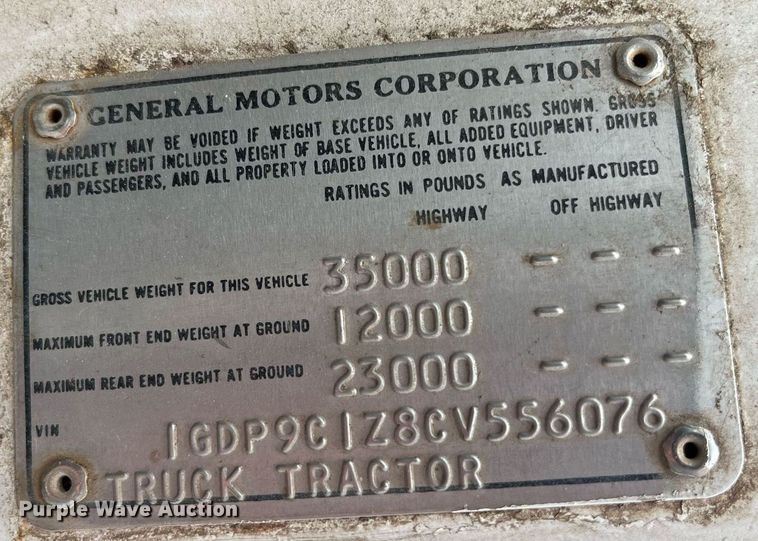 GENERAL MOTORS CORPORATION
WARRANTY MAY BE VOIDED IF WEIGHT EXCEEDS ANY OF RATINGS SHOWN. GROSS
VEHICLE WEIGHT INCLUDES WEIGHT OF BASE VEHICLE, ALL ADDED EQUIPMENT, DRIVER
AND PASSENGERS, AND ALL PROPERTY LOADED INTO OR ONTO VEHICLE.
RATINGS IN POUNDS AS MANUFACTURED
HIGHWAY OFF HIGHWAY
GROSS VEHICLE WEIGHT FOR THIS VEHICLE 35000 - - -
MAXIMUM FRONT END WEIGHT AT GROUND 12000 - - -
MAXIMUM REAR END WEIGHT AT GROUND 23000 - - -
VIN 1GDP9C1Z8CV556076
TRUCK TRACTOR
Purple Wave Auction